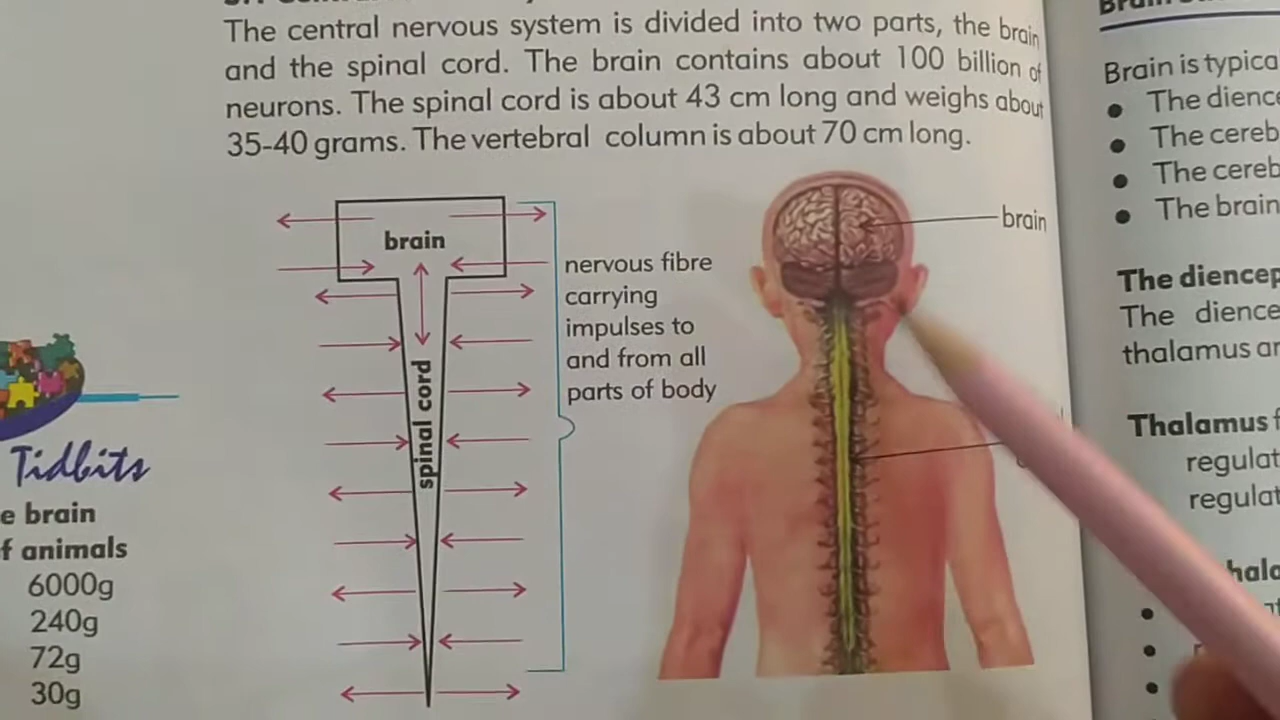 The central nervous system is divided into two parts, the brain
and the spinal cord. The brain contains about 100 billion of
neurons. The spinal cord is about 43 cm long and weighs about
35-40 grams. The vertebral column is about 70 cm long.
brain
nervous fibre
carrying
impulses to
and from all
parts of body
spinal cord
brain
Tidbits
e brain
f animals
6000g
240g
72g
30g
Brain is typica
The dience
The cereb
The cereb
The brain
The diencep
The dience
thalamus ar
Thalamus f
regulat
regulat